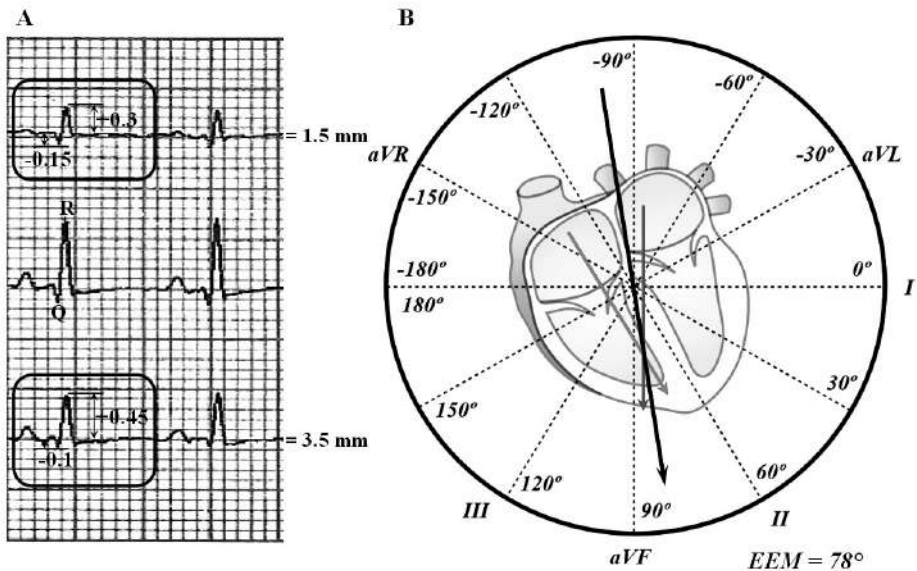 A
+0.3
-0.15
= 1.5 mm
R
Q
+0.45
-0.1
= 3.5 mm
B
-90º
-60º
-120º
aVR
-30º
aVL
-150º
-180º
180º
0º
I
150º
30º
120º
60º
III
90º
II
aVF
EEM = 78°